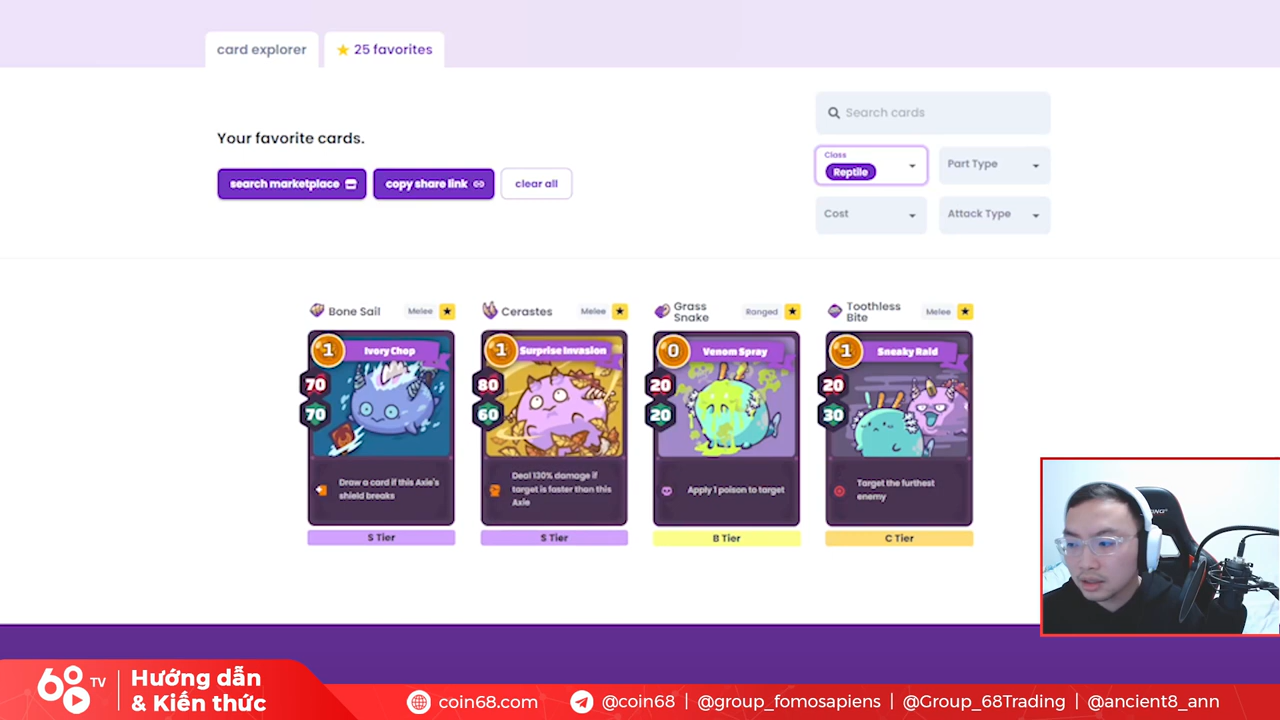 card explorer
25 favorites
Your favorite cards.
search marketplace
copy share link
clear all
Search cards
Class
Reptile
Part Type
Cost
Attack Type
Bone Sail
Melee
1
Ivory Chop
70
70
Draw a card if this Axie's
shield breaks
S Tier
Cerastes
Melee
1
Surprise Invasion
80
60
Deal 130% damage if
target is faster than this
Axie
S Tier
Grass
Snake
Ranged
0
Venom Spray
20
20
Apply 1 poison to target
B Tier
Toothless
Bite
Melee
1
Sneaky Raid
20
30
Target the furthest
enemy
C Tier
68 TV
Hướng dẫn
& Kiến thức
coin68.com
@coin68 | @group_fomosapiens | @Group_68Trading | @ancient8_ann